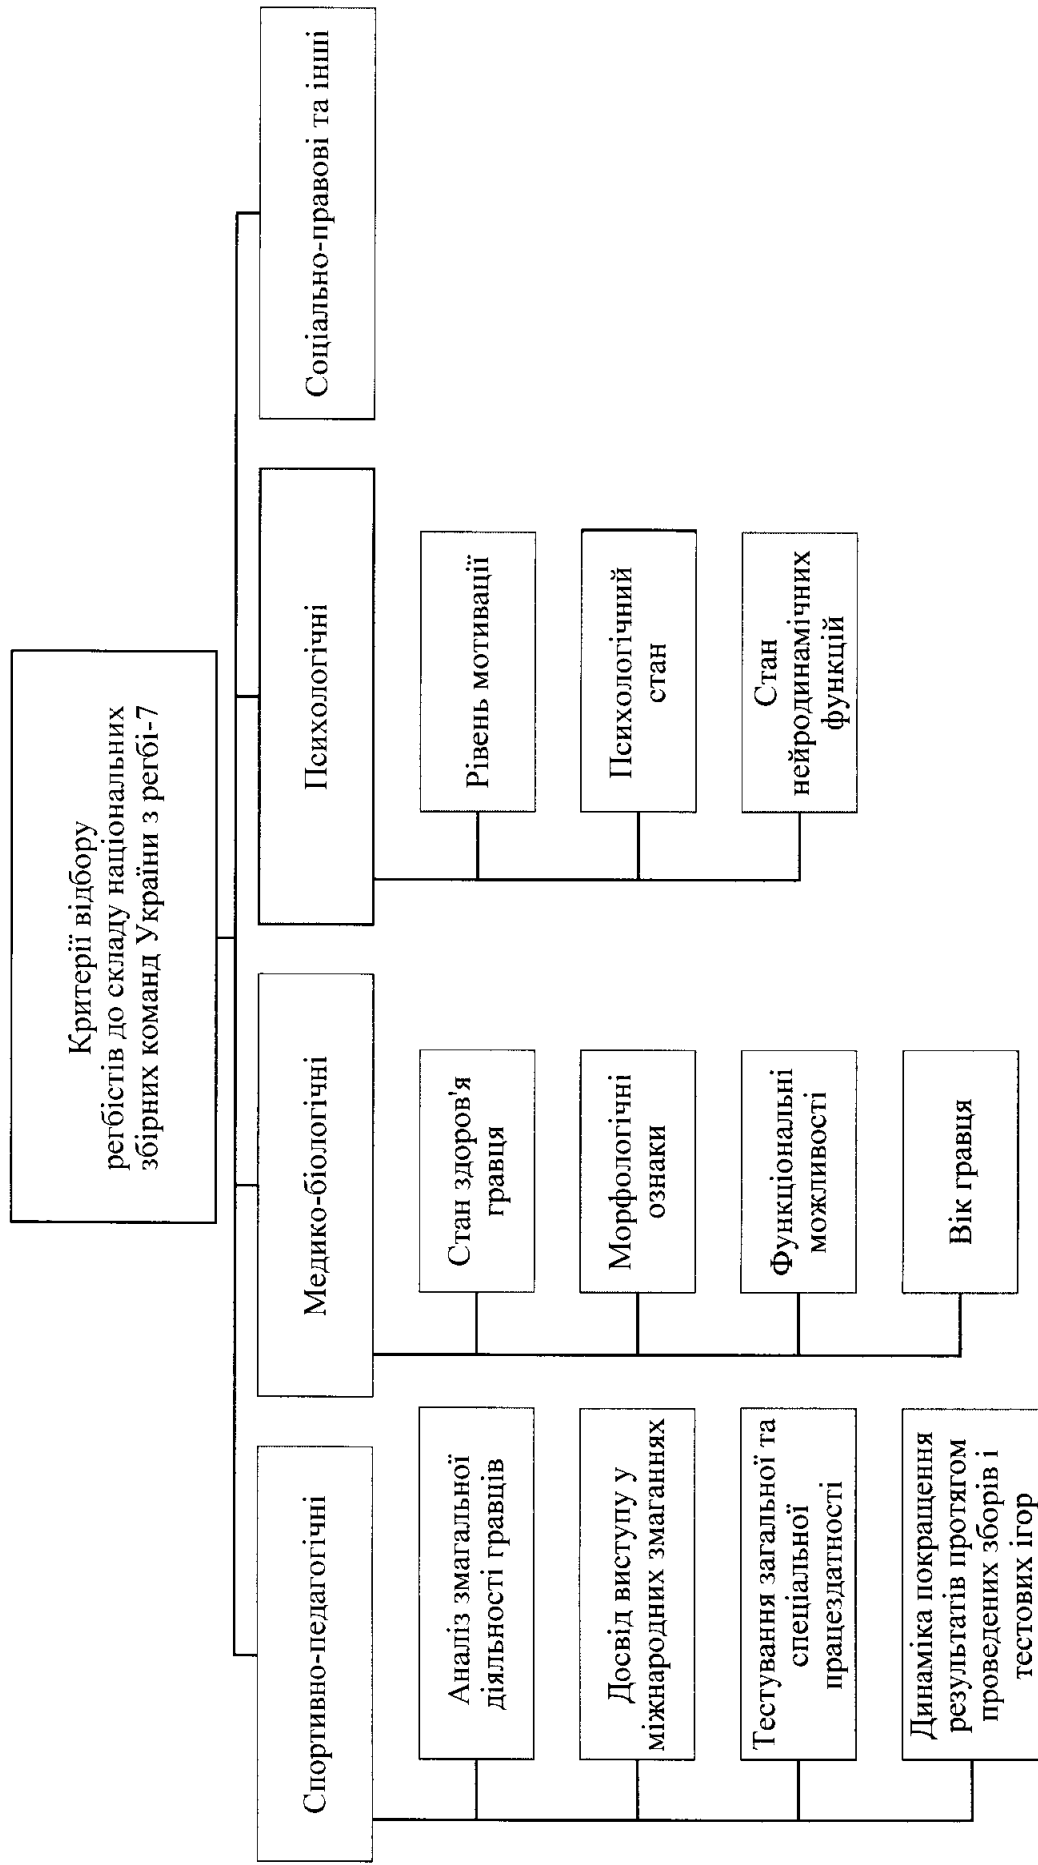 Критерії відбору
регбістів до складу національних
збірних команд України з регбі-7
Спортивно-педагогічні
Аналіз змагальної
діяльності гравців
Досвід виступу у
міжнародних змаганнях
Тестування загальної та
спеціальної
працездатності
Динаміка покращення
результатів протягом
проведених зборів і
тестових ігор
Медико-біологічні
Стан здоров'я
гравця
Морфологічні
ознаки
Функціональні
можливості
Вік гравця
Психологічні
Рівень мотивації
Психологічний
стан
Стан
нейродинамічних
функцій
Соціально-правові та інші